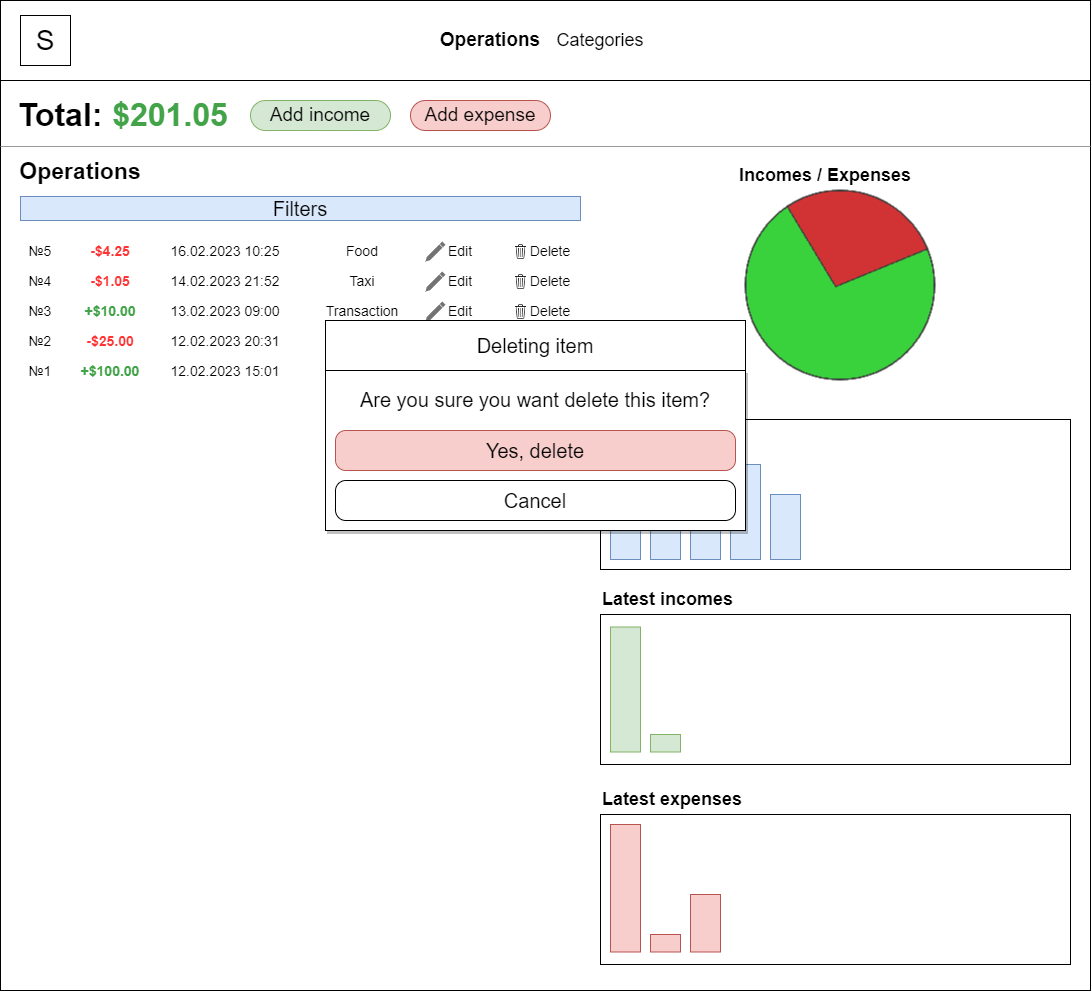 S
Operations Categories
Total: $201.05 Add income Add expense
Operations
Incomes / Expenses
Filters
№5 -$4.25 16.02.2023 10:25 Food Edit Delete
№4 -$1.05 14.02.2023 21:52 Taxi Edit Delete
№3 +$10.00 13.02.2023 09:00 Transaction Edit Delete
№2 -$25.00 12.02.2023 20:31
№1 +$100.00 12.02.2023 15:01
Deleting item
Are you sure you want delete this item?
Yes, delete
Cancel
Latest incomes
Latest expenses